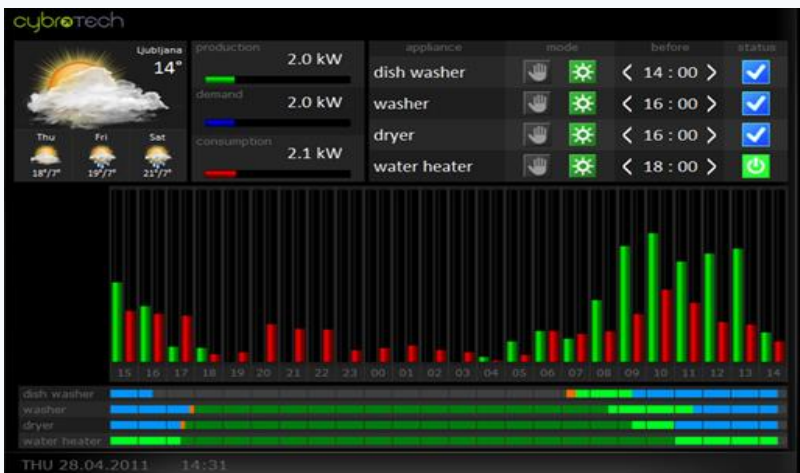 cybrotech
Ljubljana
14°
Thu Fri Sat
18°/7° 19°/7° 21°/7°
production
2.0 kW
demand
2.0 kW
consumption
2.1 kW
appliance mode before status
dish washer < 14 : 00 >
washer < 16 : 00 >
dryer < 16 : 00 >
water heater < 18 : 00 >
15 16 17 18 19 20 21 22 23 00 01 02 03 04 05 06 07 08 09 10 11 12 13 14
dish washer
washer
dryer
water heater
THU 28.04.2011 14:31